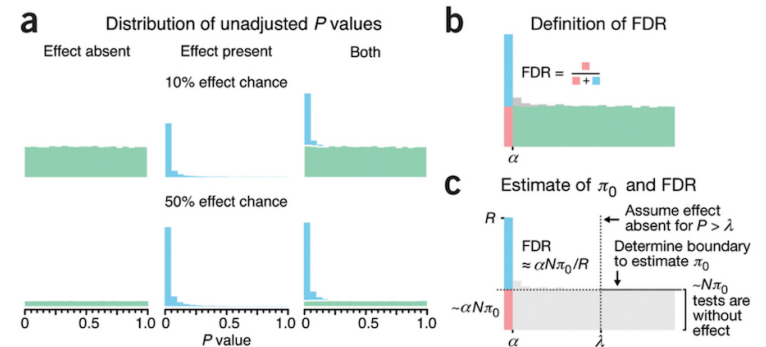 a
Distribution of unadjusted P values
Effect absent
Effect present
Both
10% effect chance
50% effect chance
0 0.5 1.0
0 0.5 1.0
0 0.5 1.0
P value
b
Definition of FDR
FDR =
+
α
c
Estimate of π₀ and FDR
R
Assume effect
absent for P > λ
FDR
≈ αNπ₀/R
Determine boundary
to estimate π₀
~αNπ₀
~Nπ₀
tests are
without
effect
α
λ